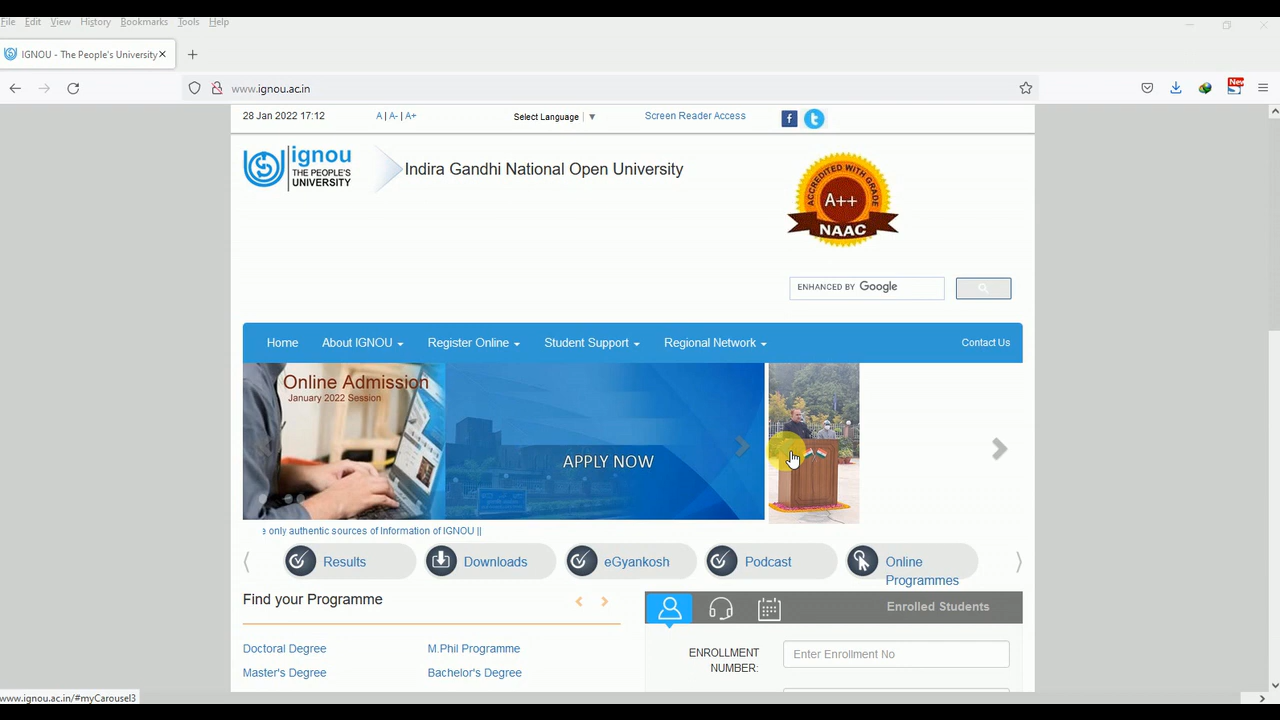 File Edit View History Bookmarks Tools Help
IGNOU - The People's University
www.ignou.ac.in
New
28 Jan 2022 17:12
A | A- | A+
Select Language
Screen Reader Access
ignou
THE PEOPLE'S
UNIVERSITY
Indira Gandhi National Open University
ACCREDITED WITH GRADE
A++
NAAC
ENHANCED BY Google
Home About IGNOU Register Online Student Support Regional Network Contact Us
Online Admission
January 2022 Session
APPLY NOW
e only authentic sources of Information of IGNOU ||
Results Downloads eGyankosh Podcast Online
Programmes
Find your Programme
Enrolled Students
Doctoral Degree M.Phil Programme
Master's Degree Bachelor's Degree
ENROLLMENT
NUMBER:
Enter Enrollment No
www.ignou.ac.in/#myCarousel3